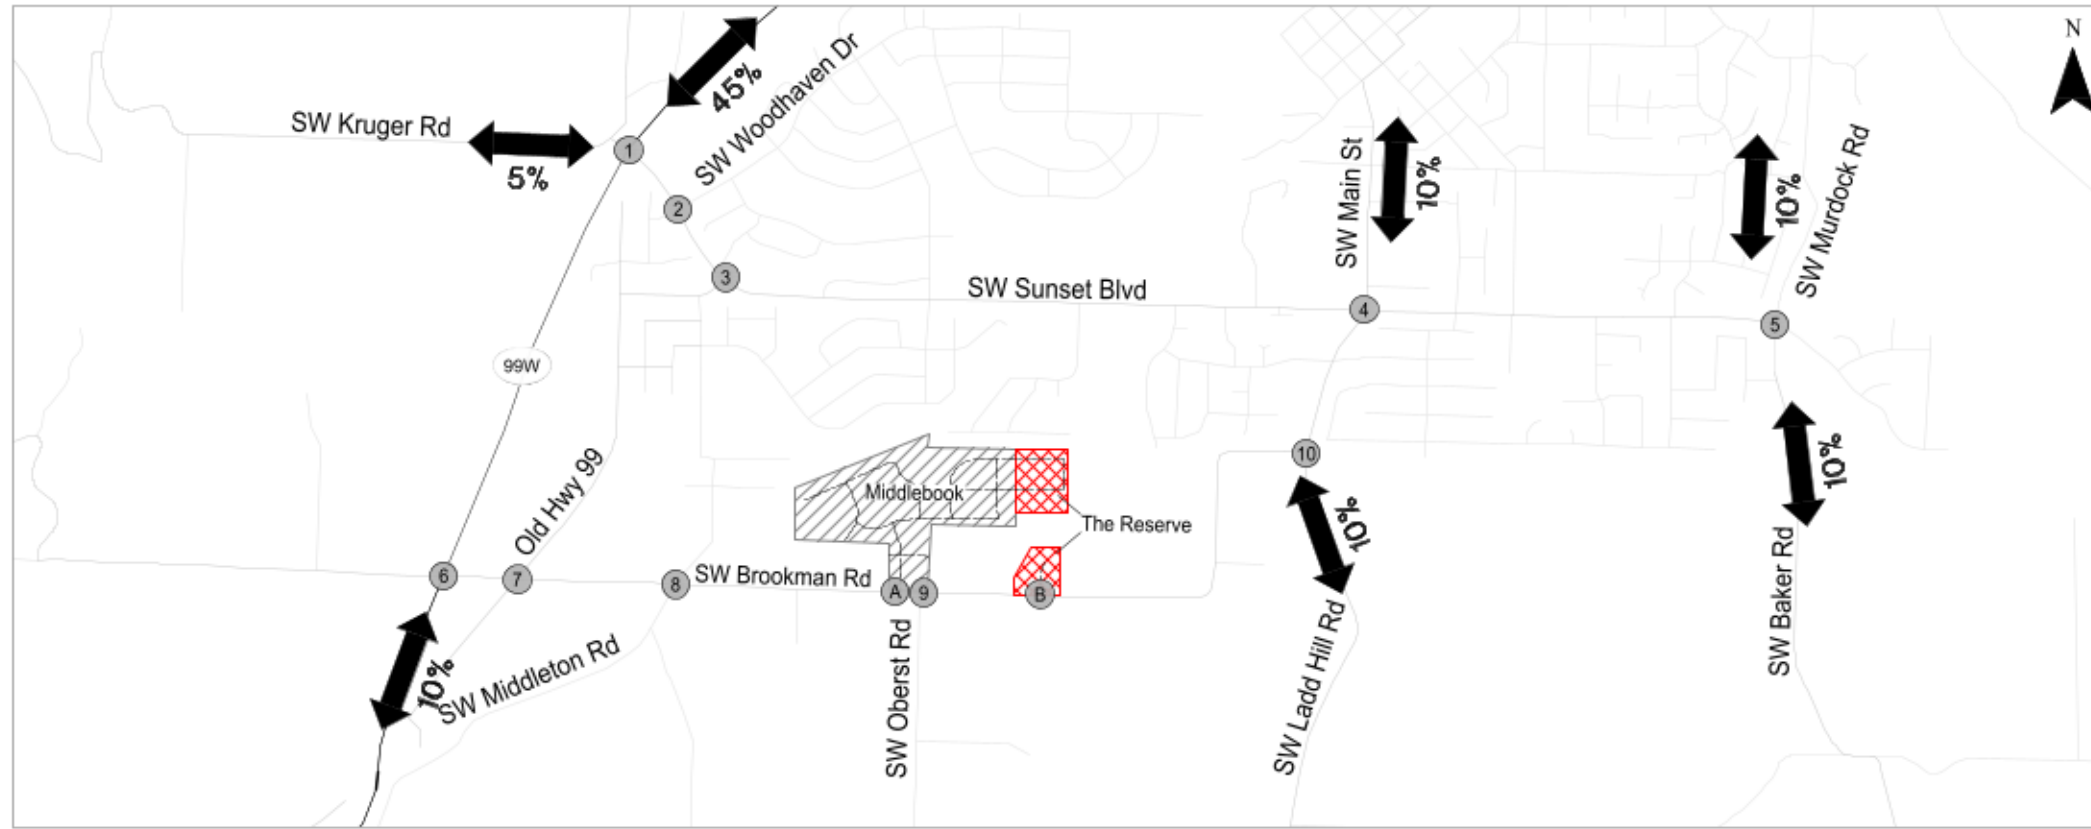 N
45%
SW Woodhaven Dr
SW Kruger Rd
5%
1
2
3
SW Main St
10%
10%
SW Murdock Rd
SW Sunset Blvd
4
5
99W
Old Hwy 99
Middlebook
The Reserve
10
10%
10%
6
7
8
SW Brookman Rd
A
9
B
10%
SW Middleton Rd
SW Oberst Rd
SW Ladd Hill Rd
SW Baker Rd